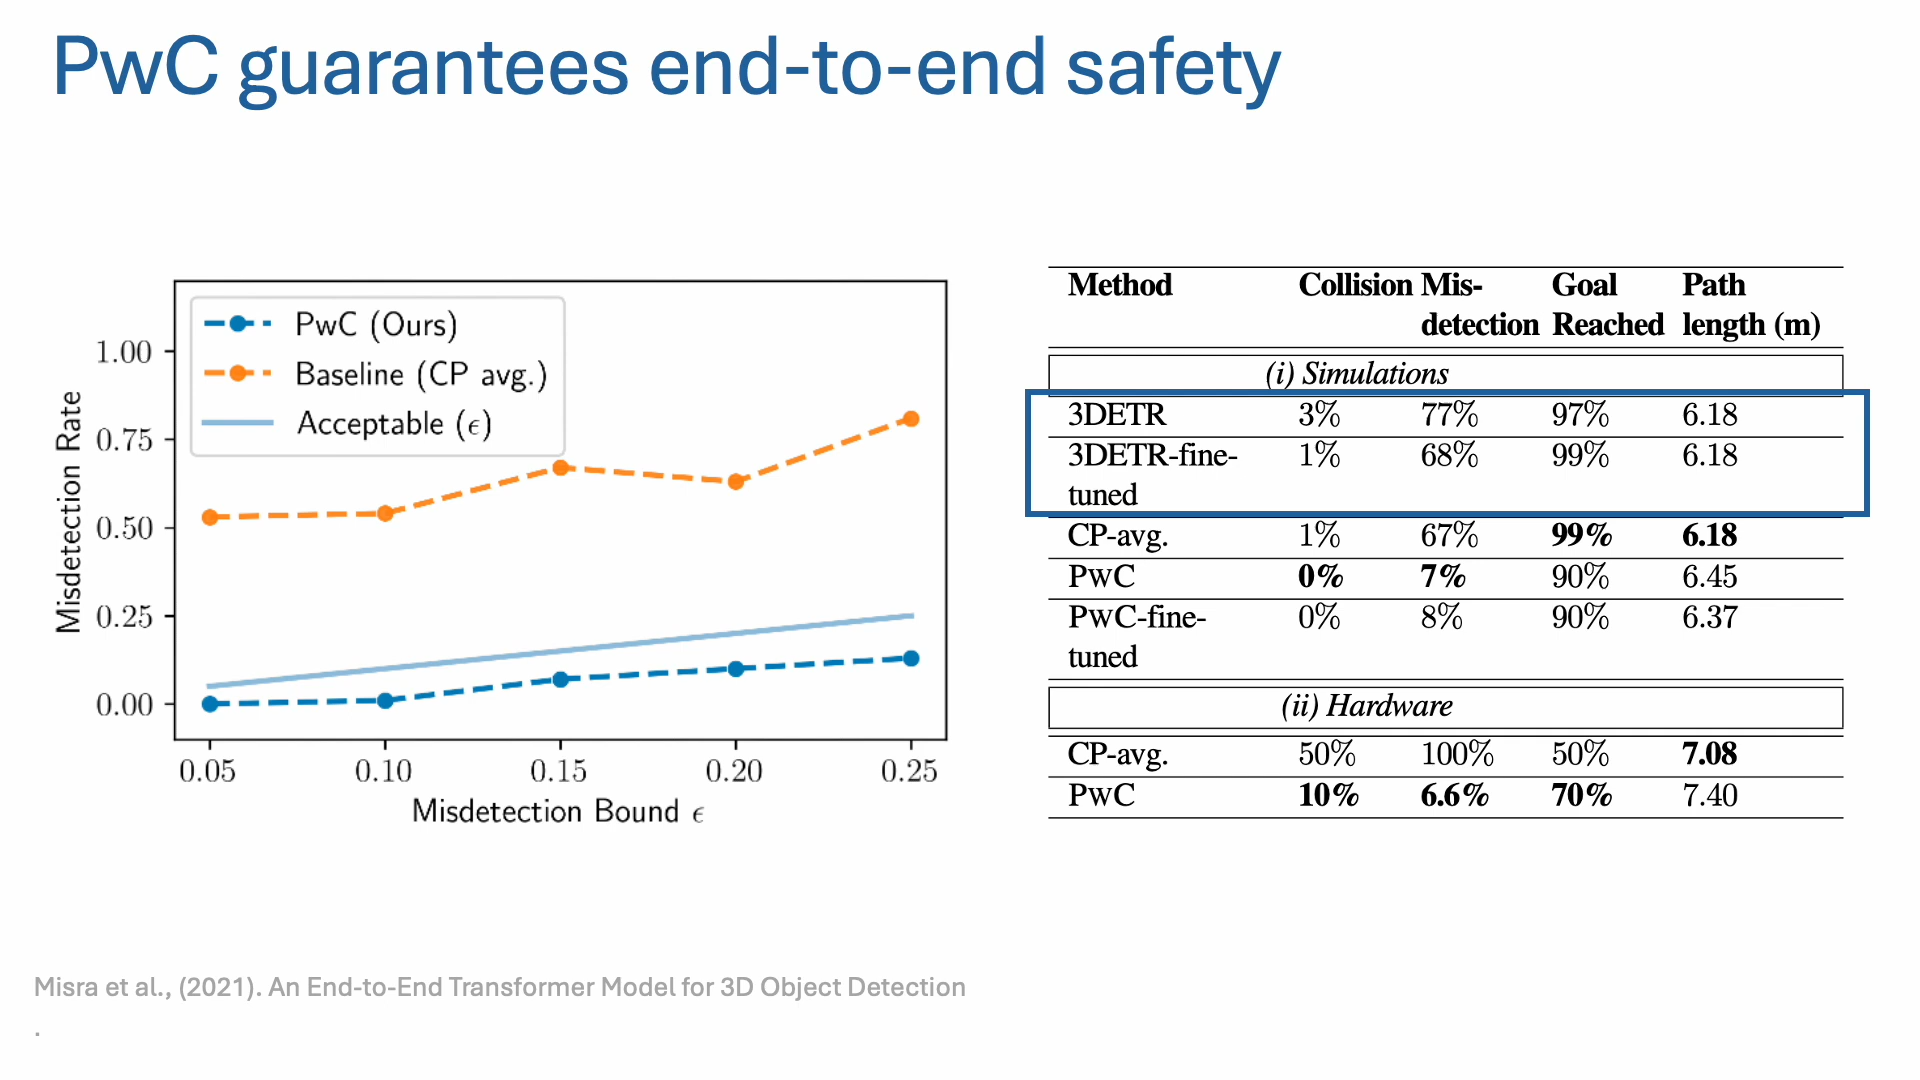 PwC guarantees end-to-end safety
PwC (Ours)
Baseline (CP avg.)
Acceptable (ϵ)
Misdetection Rate
1.00
0.75
0.50
0.25
0.00
0.05 0.10 0.15 0.20 0.25
Misdetection Bound ϵ
Method Collision Mis- Goal Path
detection Reached length (m)
(i) Simulations
3DETR 3% 77% 97% 6.18
3DETR-fine- 1% 68% 99% 6.18
tuned
CP-avg. 1% 67% 99% 6.18
PwC 0% 7% 90% 6.45
PwC-fine- 0% 8% 90% 6.37
tuned
(ii) Hardware
CP-avg. 50% 100% 50% 7.08
PwC 10% 6.6% 70% 7.40
Misra et al., (2021). An End-to-End Transformer Model for 3D Object Detection
.